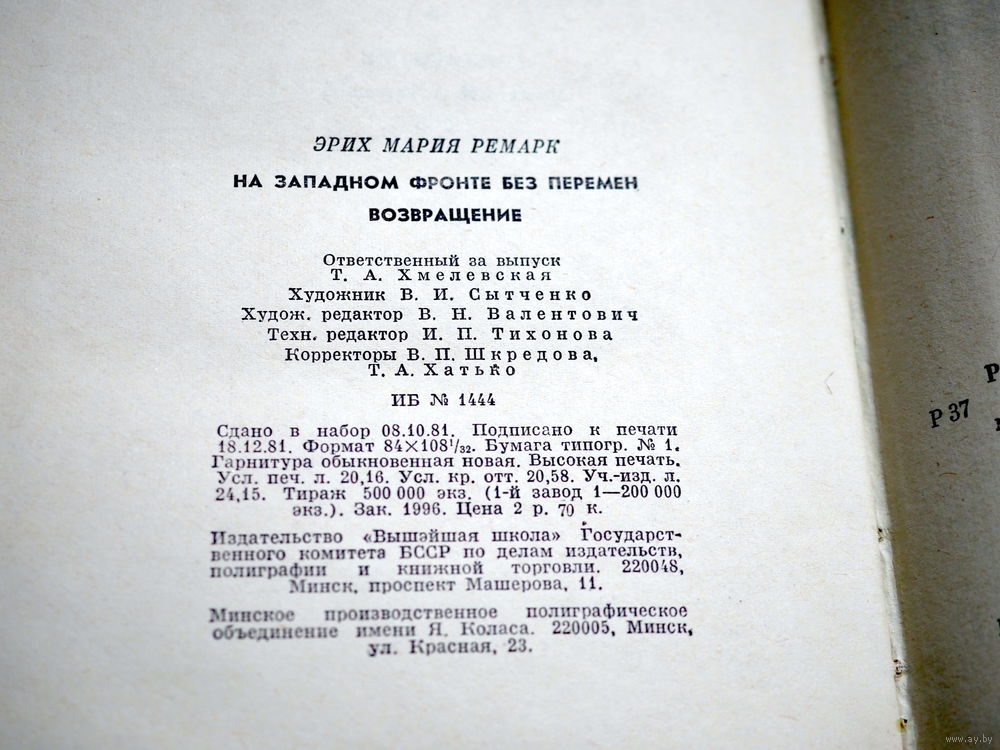 ЭРИХ МАРИЯ РЕМАРК
НА ЗАПАДНОМ ФРОНТЕ БЕЗ ПЕРЕМЕН
ВОЗВРАЩЕНИЕ
Ответственный за выпуск
Т. А. Хмелевская
Художник В. И. Сытченко
Худож. редактор В. Н. Валентович
Техн. редактор И. П. Тихонова
Корректоры В. П. Шкредова,
Т. А. Хатько
ИБ № 1444
Сдано в набор 08.10.81. Подписано к печати
18.12.81. Формат 84×108¹/₃₂. Бумага типогр. № 1.
Гарнитура обыкновенная новая. Высокая печать.
Усл. печ. л. 20,16. Усл. кр. отт. 20,58. Уч.-изд. л.
24,15. Тираж 500 000 экз. (1-й завод 1—200 000
экз.). Зак. 1996. Цена 2 р. 70 к.
Издательство «Вышэйшая школа» Государст-
венного комитета БССР по делам издательств,
полиграфии и книжной торговли. 220048,
Минск, проспект Машерова, 11.
Минское производственное полиграфическое
объединение имени Я. Коласа. 220005, Минск,
ул. Красная, 23.
Р 37
www.ay.by